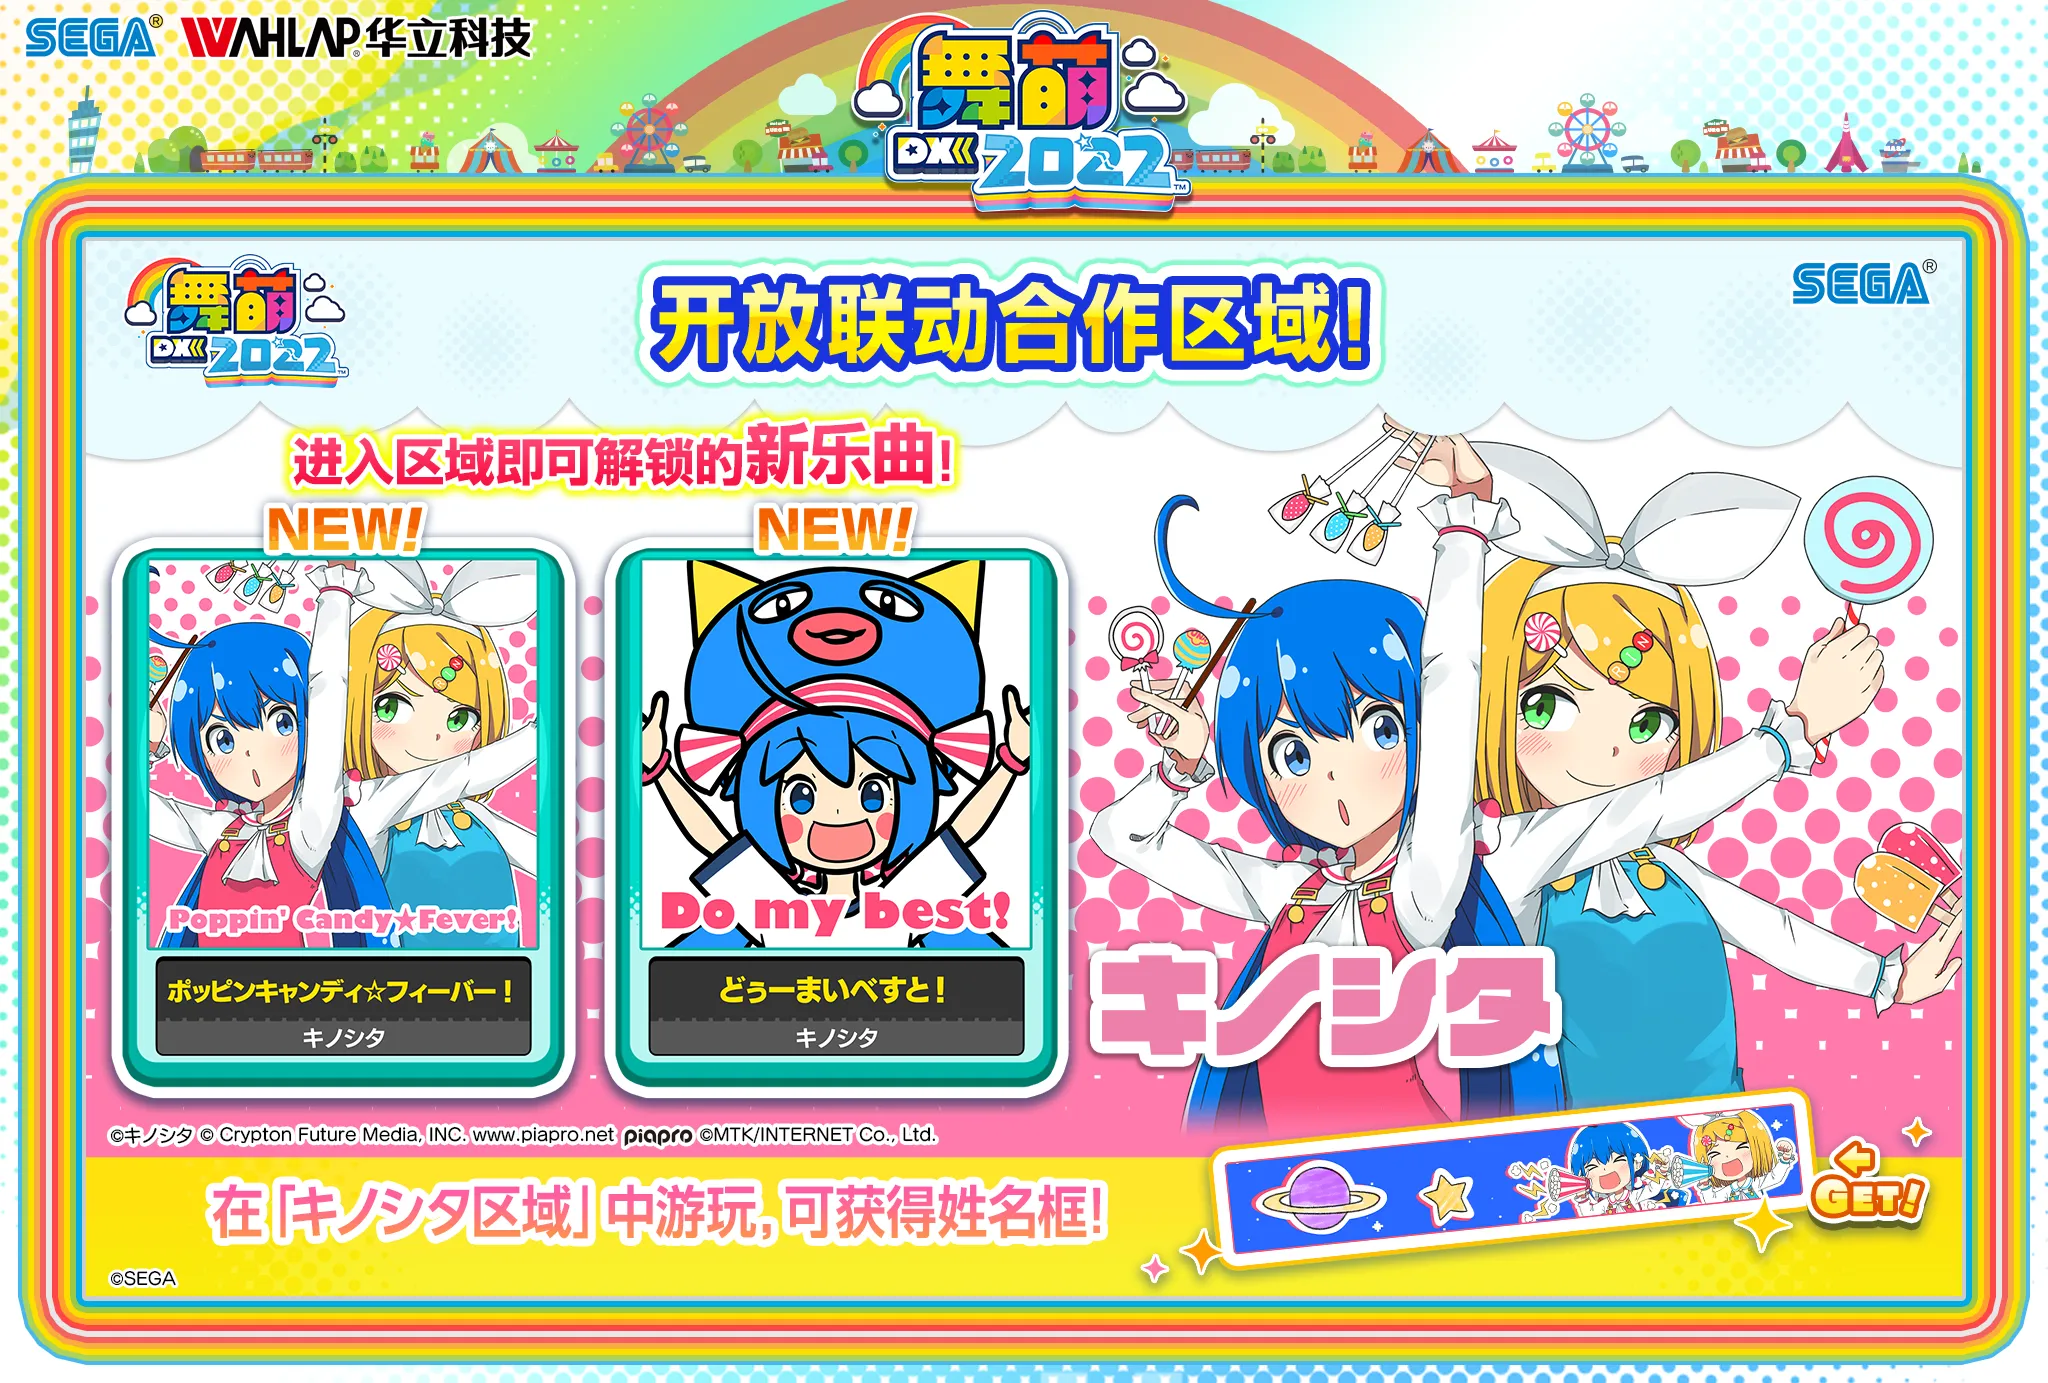 SEGA® WAHLAP® 华立科技
舞萌
DX 2022™
舞萌
DX 2022™
开放联动合作区域!
SEGA®
进入区域即可解锁的新乐曲!
NEW!
Poppin' Candy★Fever!
ポッピンキャンディ☆フィーバー!
キノシタ
NEW!
Do my best!
どぅーまいべすと!
キノシタ
キノシタ
©キノシタ © Crypton Future Media, INC. www.piapro.net piapro ©MTK/INTERNET Co., Ltd.
在「キノシタ区域」中游玩,可获得姓名框!
GET!
©SEGA